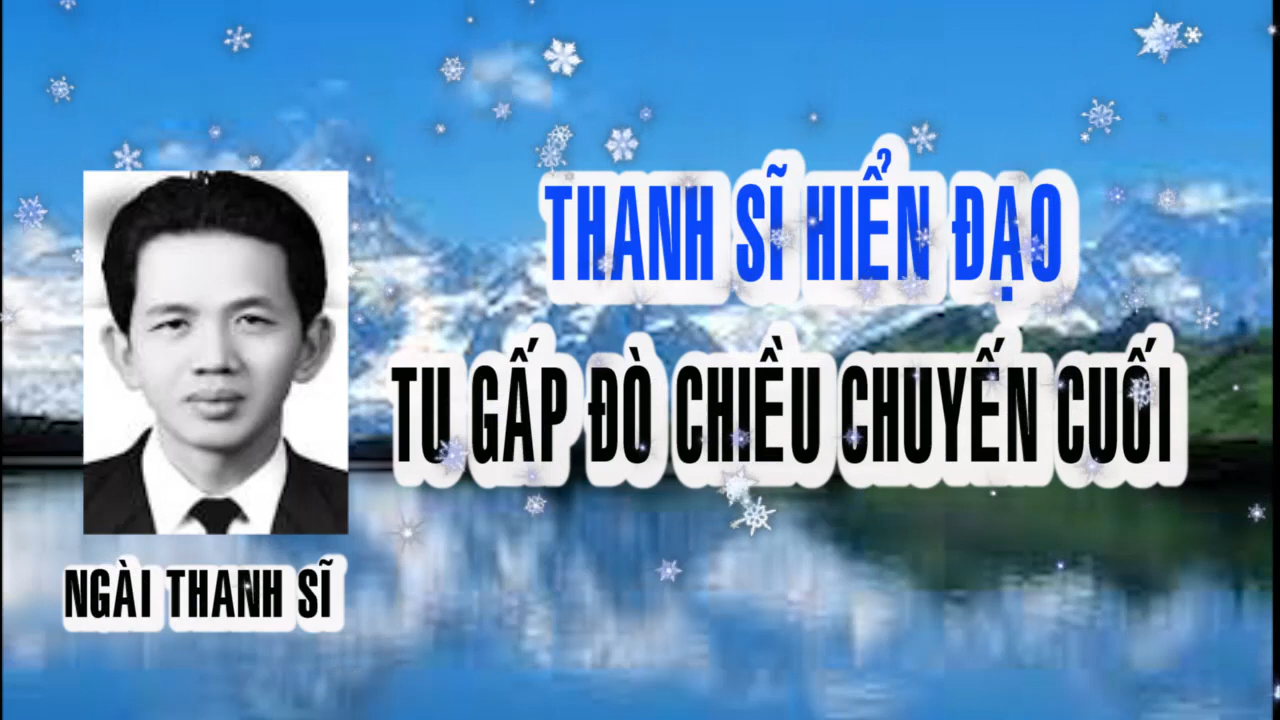 THANH SĨ HIỂN ĐẠO
TU GẤP ĐÒ CHIỀU CHUYẾN CUỐI
NGÀI THANH SĨ